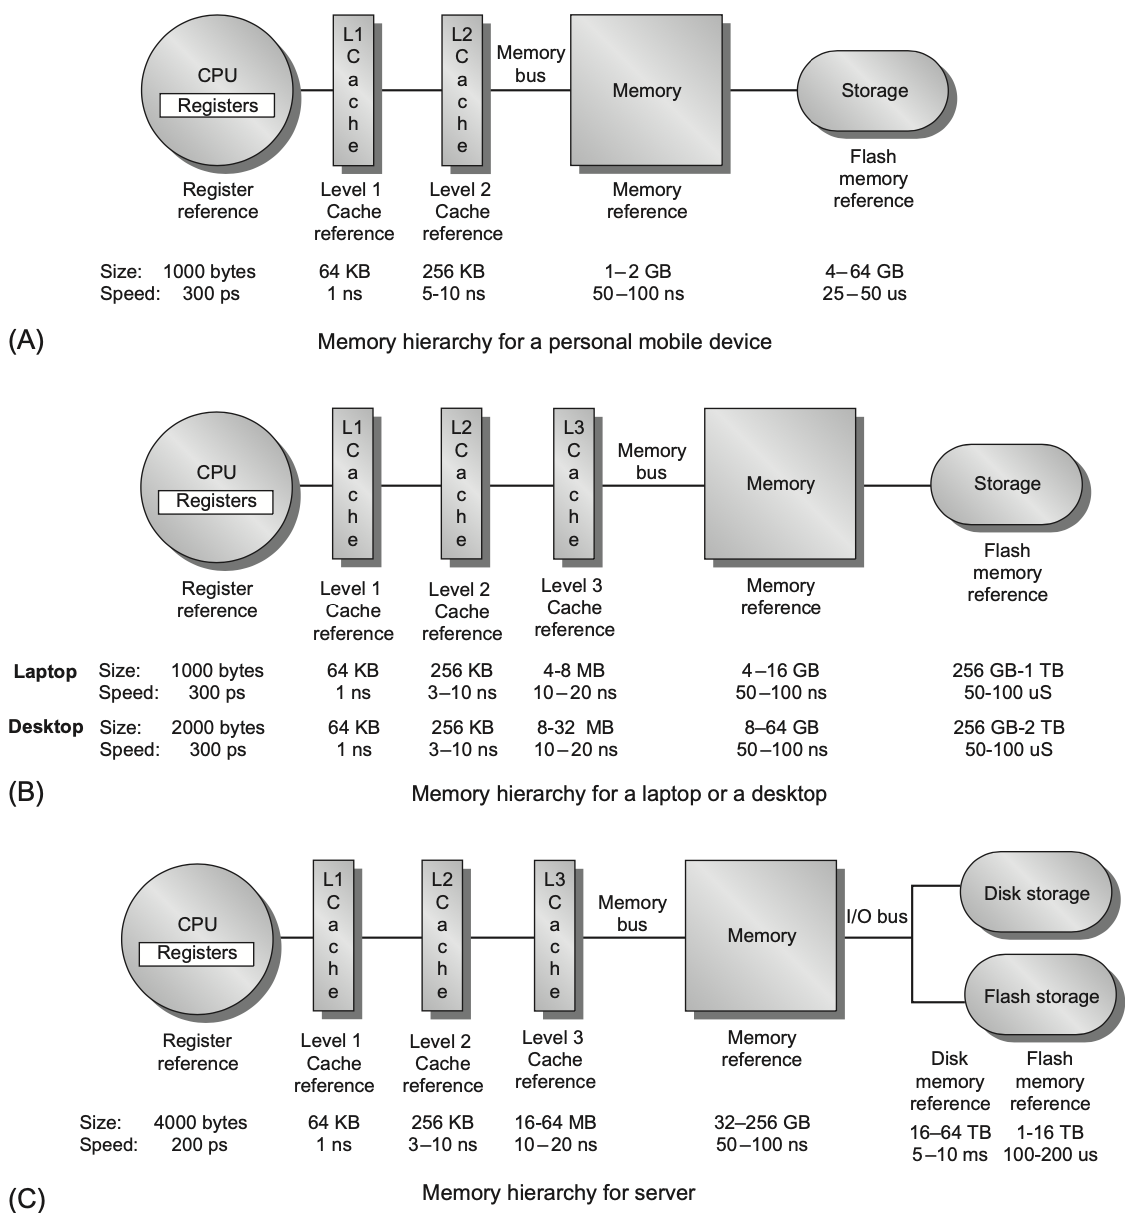 CPU
Registers
L1
C
a
c
h
e
L2
C
a
c
h
e
Memory
bus
Memory
Storage
Register
reference
Level 1
Cache
reference
Level 2
Cache
reference
Memory
reference
Flash
memory
reference
Size: 1000 bytes 64 KB 256 KB 1–2 GB 4–64 GB
Speed: 300 ps 1 ns 5-10 ns 50–100 ns 25–50 us
(A) Memory hierarchy for a personal mobile device
CPU
Registers
L1
C
a
c
h
e
L2
C
a
c
h
e
L3
C
a
c
h
e
Memory
bus
Memory
Storage
Register
reference
Level 1
Cache
reference
Level 2
Cache
reference
Level 3
Cache
reference
Memory
reference
Flash
memory
reference
Laptop Size: 1000 bytes 64 KB 256 KB 4-8 MB 4–16 GB 256 GB-1 TB
Speed: 300 ps 1 ns 3–10 ns 10–20 ns 50–100 ns 50-100 uS
Desktop Size: 2000 bytes 64 KB 256 KB 8-32 MB 8–64 GB 256 GB-2 TB
Speed: 300 ps 1 ns 3–10 ns 10–20 ns 50–100 ns 50-100 uS
(B) Memory hierarchy for a laptop or a desktop
CPU
Registers
L1
C
a
c
h
e
L2
C
a
c
h
e
L3
C
a
c
h
e
Memory
bus
Memory
I/O bus
Disk storage
Flash storage
Register
reference
Level 1
Cache
reference
Level 2
Cache
reference
Level 3
Cache
reference
Memory
reference
Disk
memory
reference
Flash
memory
reference
Size: 4000 bytes 64 KB 256 KB 16-64 MB 32–256 GB 16–64 TB 1-16 TB
Speed: 200 ps 1 ns 3–10 ns 10–20 ns 50–100 ns 5–10 ms 100-200 us
(C) Memory hierarchy for server